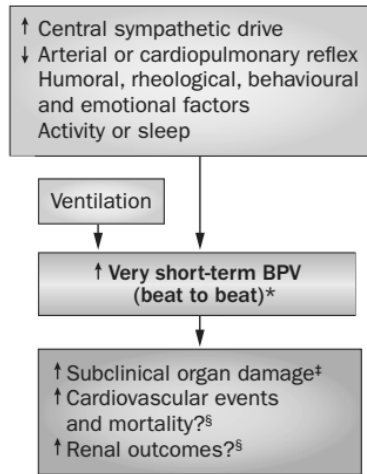 ↑ Central sympathetic drive
↓ Arterial or cardiopulmonary reflex
Humoral, rheological, behavioural
and emotional factors
Activity or sleep
Ventilation
↑ Very short-term BPV
(beat to beat)*
↑ Subclinical organ damage‡
↑ Cardiovascular events
and mortality?§
↑ Renal outcomes?§